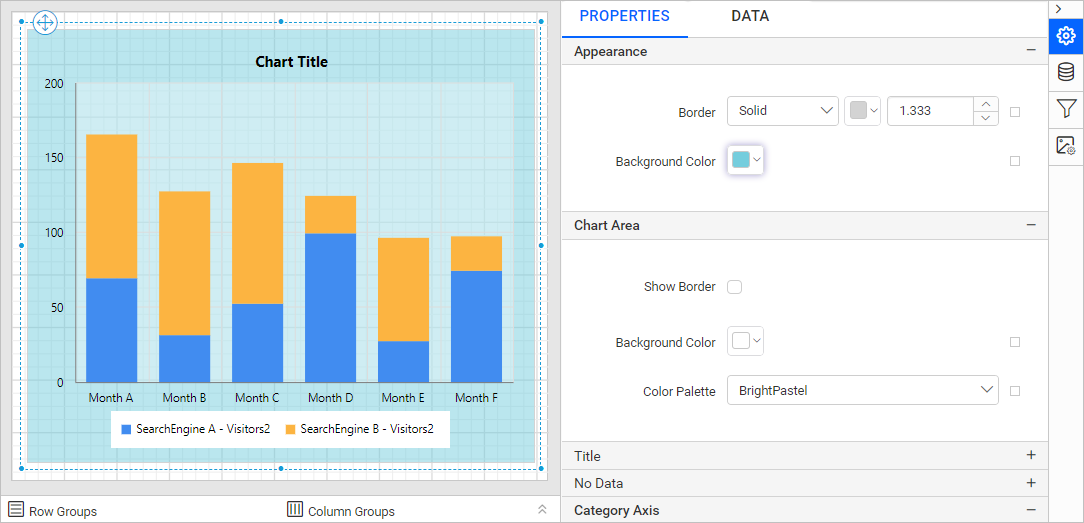 PROPERTIES
DATA
Appearance
Border
Solid
1.333
Background Color
Chart Area
Show Border
Background Color
Color Palette
BrightPastel
Title
No Data
Category Axis
Chart Title
200
150
100
50
0
Month A Month B Month C Month D Month E Month F
SearchEngine A - Visitors2 SearchEngine B - Visitors2
Row Groups
Column Groups